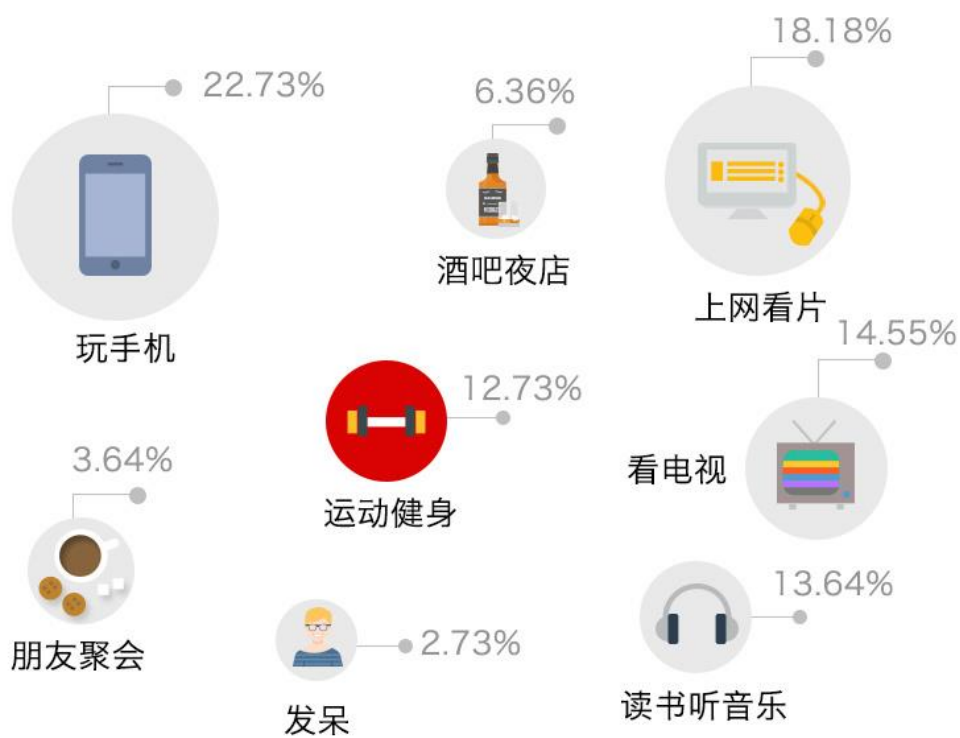 22.73%
玩手机
6.36%
酒吧夜店
18.18%
上网看片
14.55%
看电视
12.73%
运动健身
3.64%
朋友聚会
2.73%
发呆
13.64%
读书听音乐